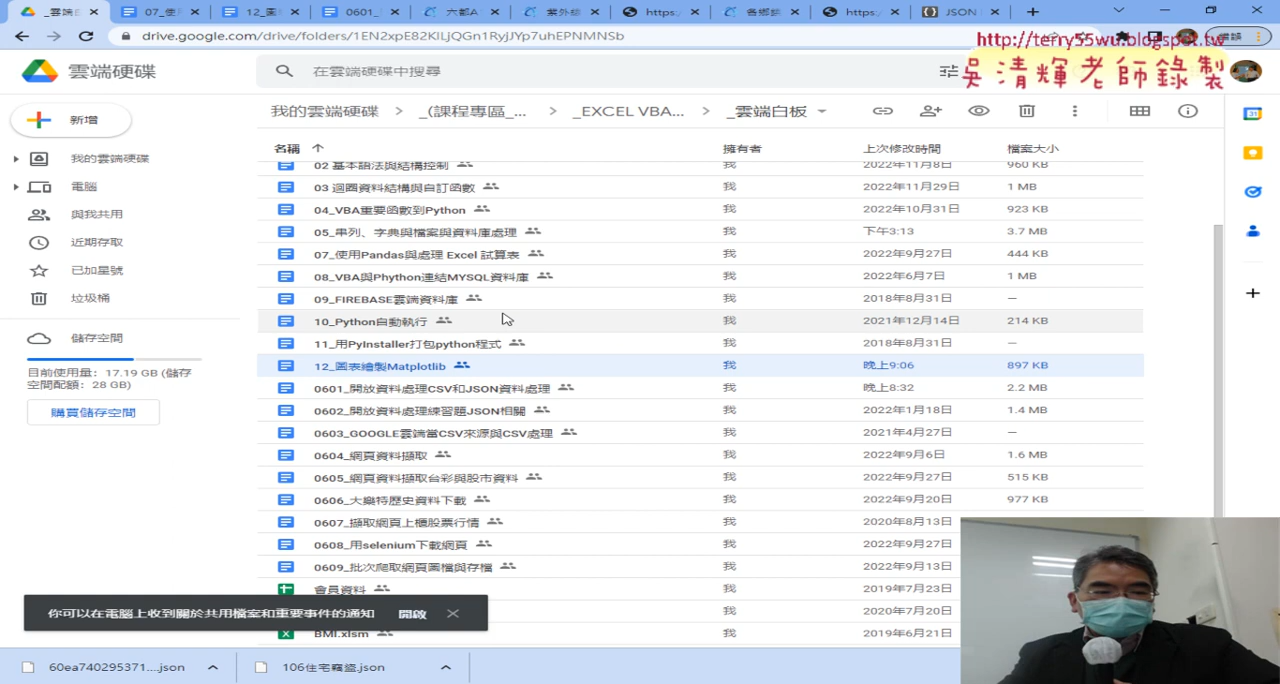 _雲端白
07_使用
12_圖表
0601_
六都A
紫外線
https:/
各鄉鎮
https:/
JSON
drive.google.com/drive/folders/1EN2xpE82KlLjQGn1RyjJYp7uhEPNMNSb
http://terry55wu.blogspot.tw
吳清輝老師錄製
雲端硬碟
在雲端硬碟中搜尋
新增
我的雲端硬碟 > _(課程專區_... > _EXCEL VBA... > _雲端白板
名稱 擁有者 上次修改時間 檔案大小
我的雲端硬碟
電腦
與我共用
近期存取
已加星號
垃圾桶
儲存空間
目前使用量：17.19 GB (儲存
空間配額：28 GB)
購買儲存空間
02 基本語法與結構控制 我 2022年11月8日 960 KB
03 迴圈資料結構與自訂函數 我 2022年11月29日 1 MB
04_VBA重要函數到Python 我 2022年10月31日 923 KB
05_串列、字典與檔案與資料庫處理 我 下午3:13 3.7 MB
07_使用Pandas與處理 Excel 試算表 我 2022年9月27日 444 KB
08_VBA與Phython連結MYSQL資料庫 我 2022年6月7日 1 MB
09_FIREBASE雲端資料庫 我 2018年8月31日 —
10_Python自動執行 我 2021年12月14日 214 KB
11_用PyInstaller打包python程式 我 2018年8月31日 —
12_圖表繪製Matplotlib 我 晚上9:06 897 KB
0601_開放資料處理CSV和JSON資料處理 我 晚上8:32 2.2 MB
0602_開放資料處理練習題JSON相關 我 2022年1月18日 1.4 MB
0603_GOOGLE雲端當CSV來源與CSV處理 我 2021年4月27日 —
0604_網頁資料擷取 我 2022年9月6日 1.6 MB
0605_網頁資料擷取台彩與股市資料 我 2022年9月27日 515 KB
0606_大樂特歷史資料下載 我 2022年9月20日 977 KB
0607_擷取網頁上櫃股票行情 我 2020年8月13日
0608_用selenium下載網頁 我 2022年9月27日
0609_批次爬取網頁圖檔與存檔 我 2022年9月13日
會員資料 我 2019年7月23日
我 2020年7月20日
BMI.xlsm 我 2019年6月21日
你可以在電腦上收到關於共用檔案和重要事件的通知 開啟
60ea740295371....json
106住宅竊盜.json